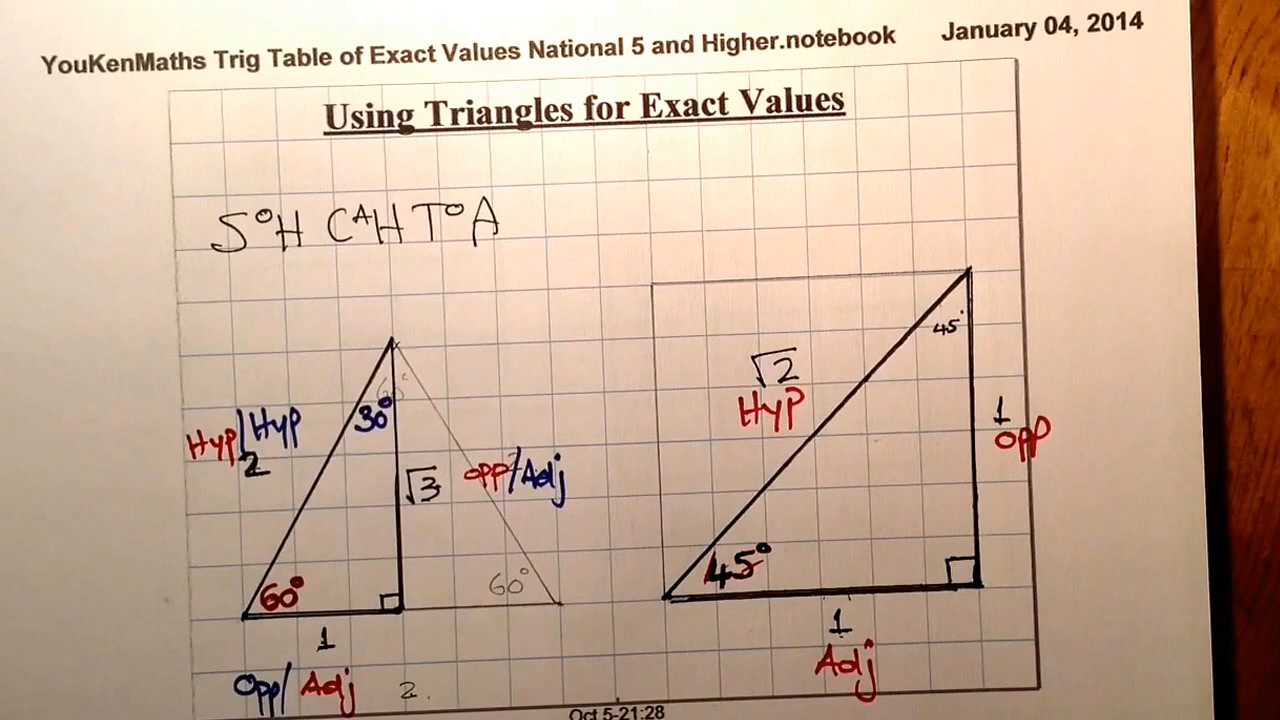 YouKenMaths Trig Table of Exact Values National 5 and Higher.notebook
January 04, 2014
Using Triangles for Exact Values
SOH CAH TOA
45°
√2
Hyp
1
opp
60°
30°
Hyp/Hyp
2
√3
opp/Adj
45°
60°
60°
1
1
Opp/Adj
2.
Adj
Oct 5-21:28